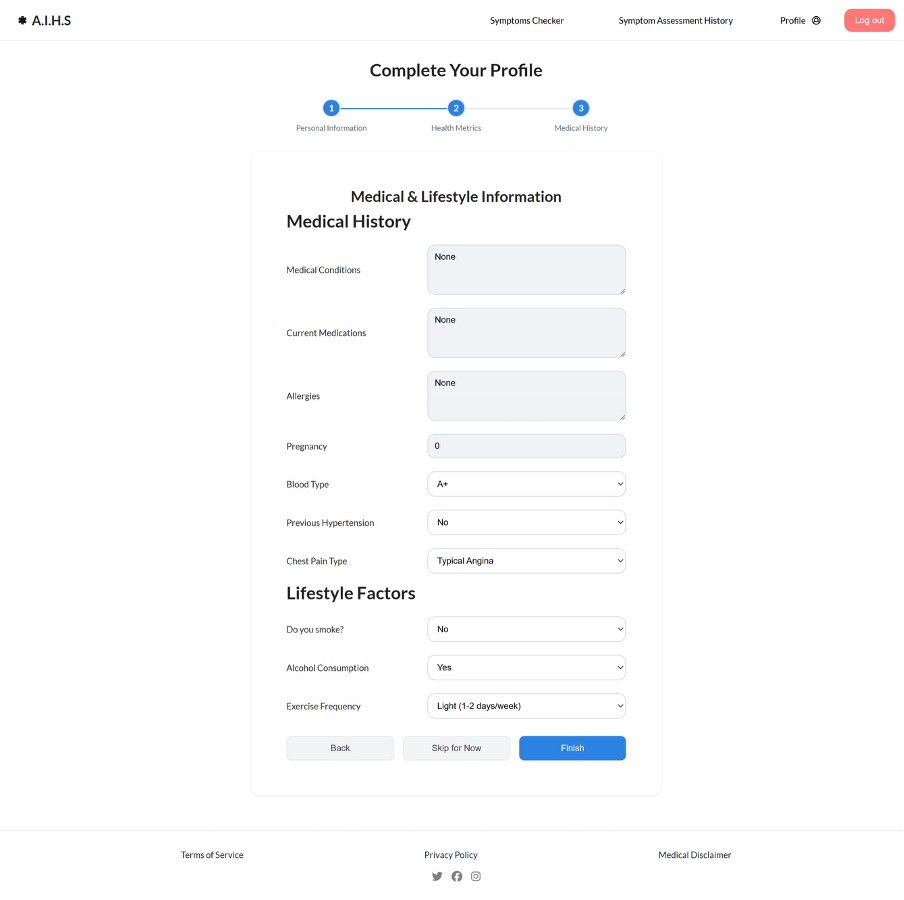 A.I.H.S
Symptoms Checker
Symptom Assessment History
Profile
Log out
Complete Your Profile
1 2 3
Personal Information Health Metrics Medical History
Medical & Lifestyle Information
Medical History
Medical Conditions None
Current Medications None
Allergies None
Pregnancy 0
Blood Type A+
Previous Hypertension No
Chest Pain Type Typical Angina
Lifestyle Factors
Do you smoke? No
Alcohol Consumption Yes
Exercise Frequency Light (1-2 days/week)
Back Skip for Now Finish
Terms of Service Privacy Policy Medical Disclaimer